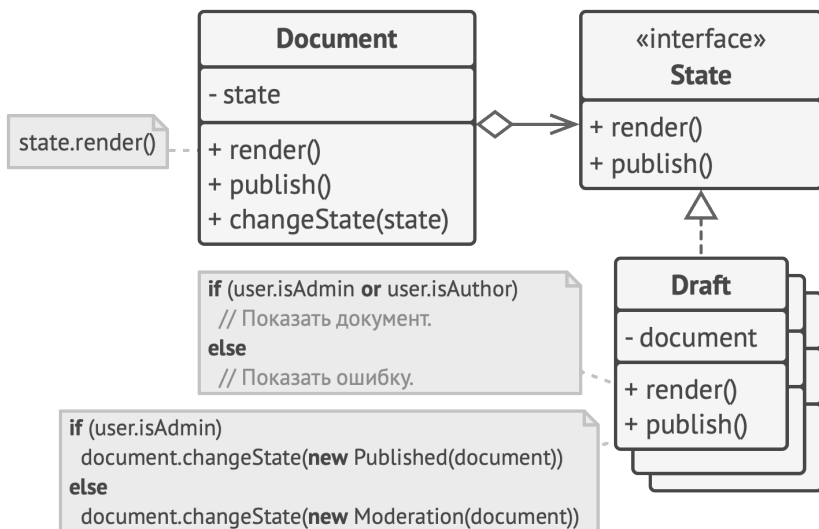 Document
- state
+ render()
+ publish()
+ changeState(state)
state.render()
«interface»
State
+ render()
+ publish()
Draft
- document
+ render()
+ publish()
if (user.isAdmin or user.isAuthor)
// Показать документ.
else
// Показать ошибку.
if (user.isAdmin)
document.changeState(new Published(document))
else
document.changeState(new Moderation(document))